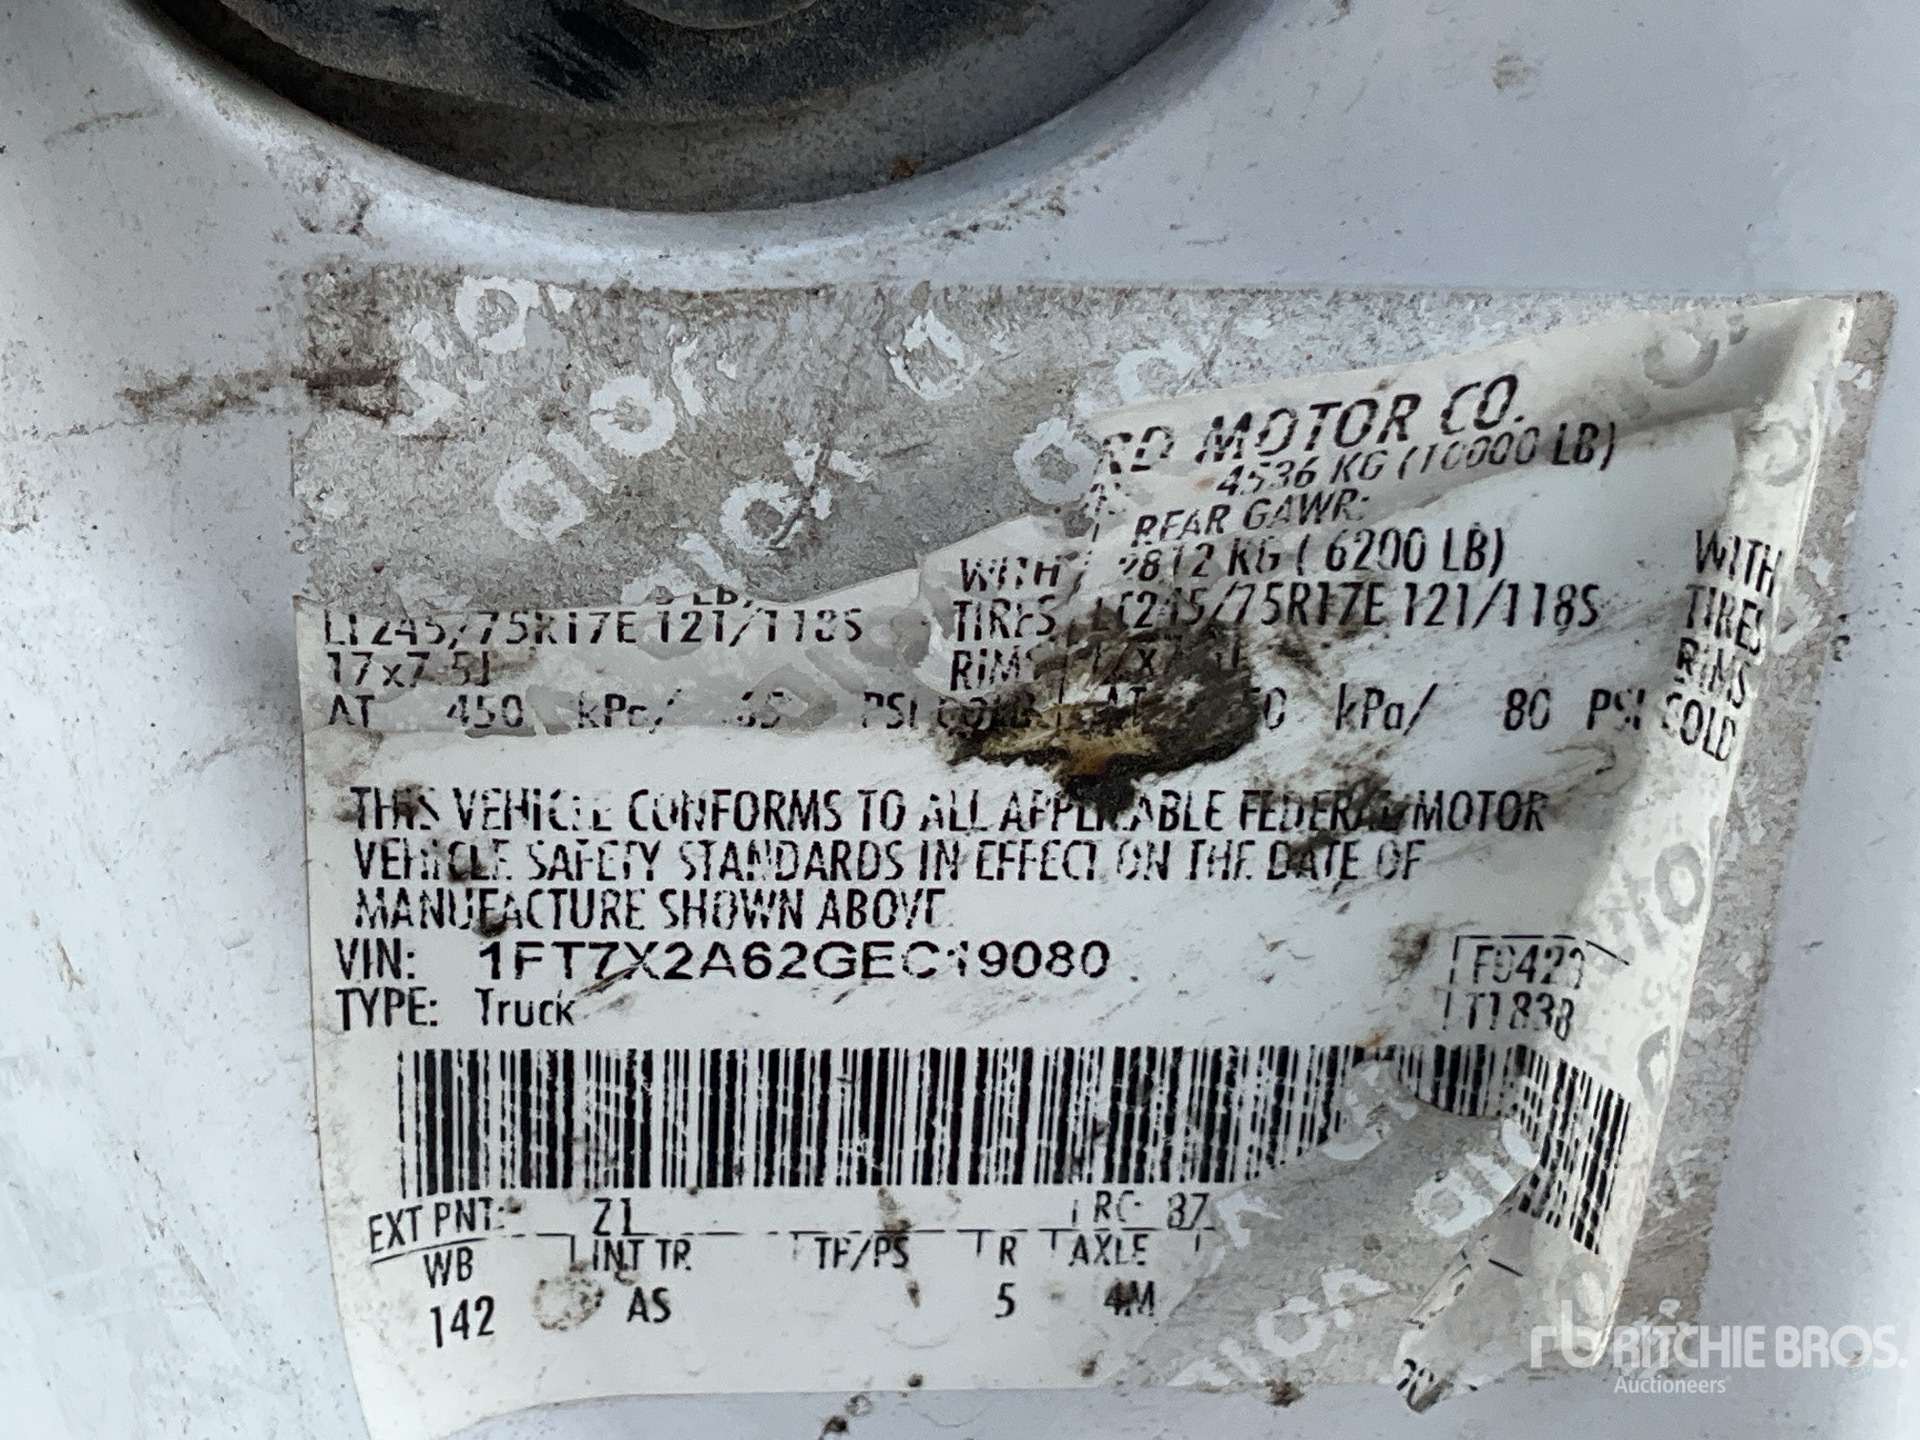 RD MOTOR CO.
4536 KG (10000 LB)
REAR GAWR:
WITH 2812 KG ( 6200 LB) WITH
LT245/75R17E 121/118S TIRES LT245/75R17E 121/118S TIRES
17x7.5J RIMS RIMS
AT 450 kPa/ 65 PSI COLD AT kPa/ 80 PSI COLD
THIS VEHICLE CONFORMS TO ALL APPLICABLE FEDERAL MOTOR
VEHICLE SAFETY STANDARDS IN EFFECT ON THE DATE OF
MANUFACTURE SHOWN ABOVE.
VIN: 1FT7X2A62GEC19080
TYPE: Truck
EXT PNT: Z1 RC: 87
WB INT TR TP/PS R AXLE
142 AS 5 4M
rb RITCHIE BROS.
Auctioneers